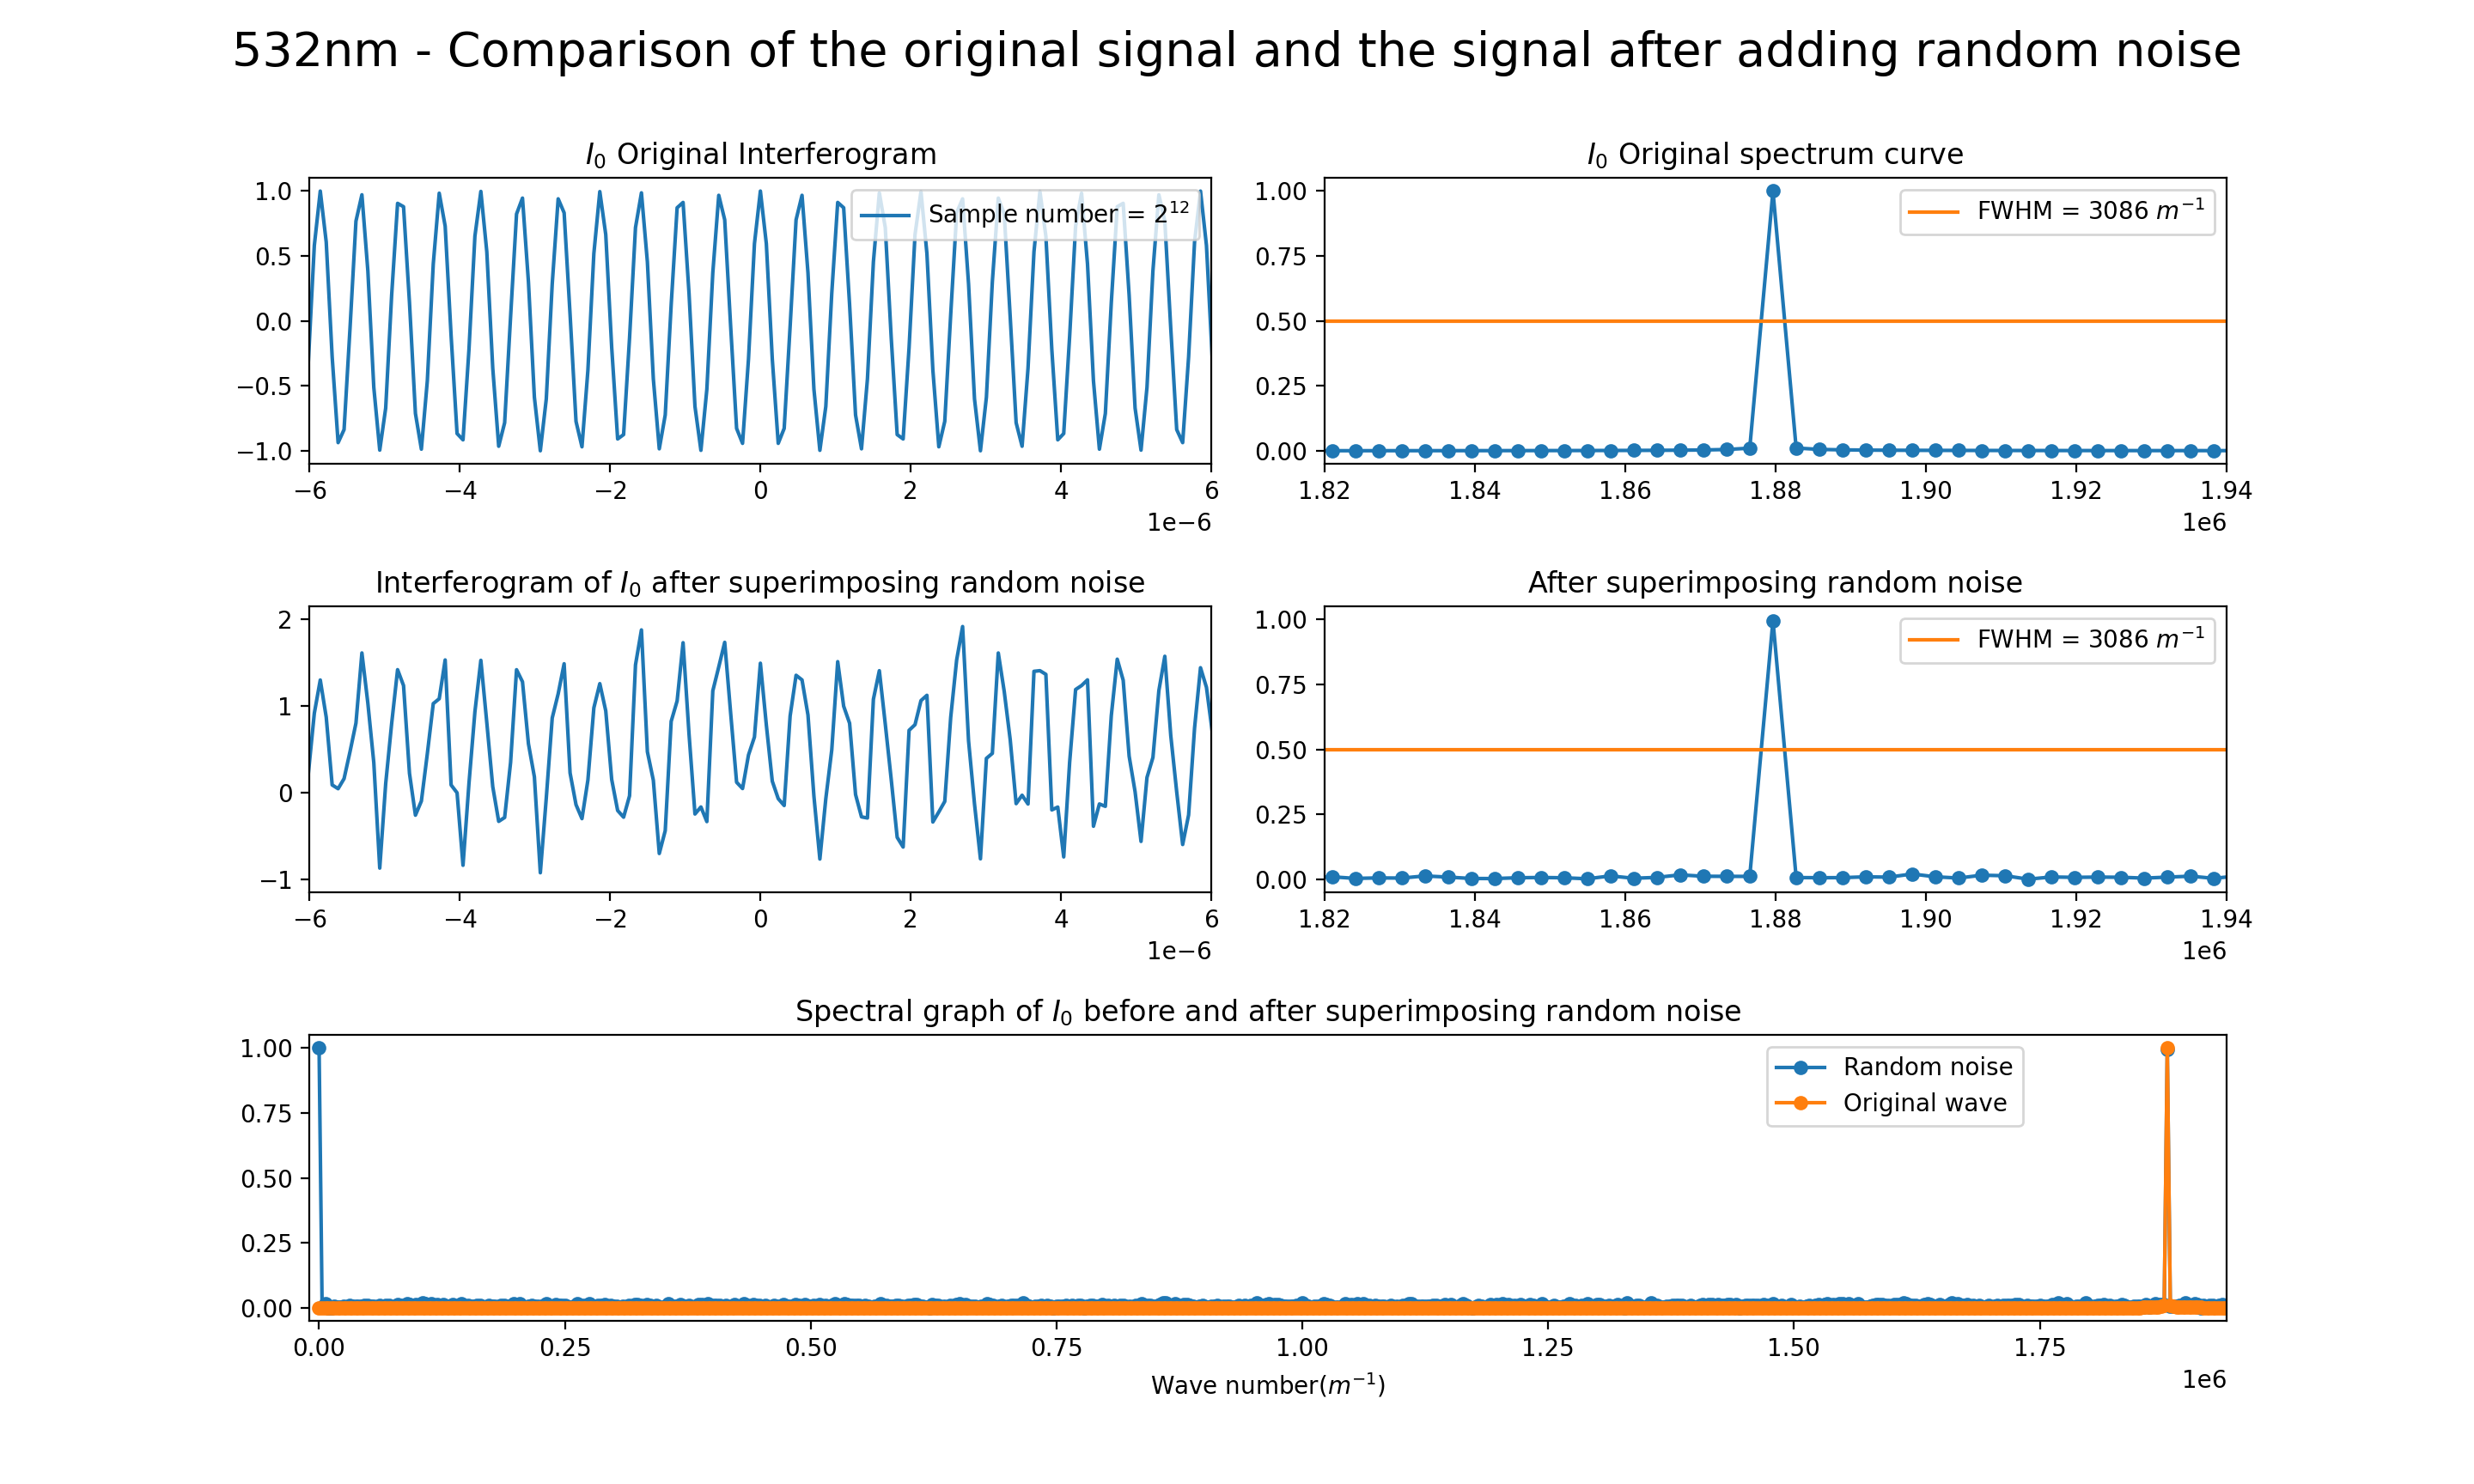 532nm - Comparison of the original signal and the signal after adding random noise
I₀ Original Interferogram
1.0
0.5
0.0
−0.5
−1.0
Sample number = 2¹²
−6 −4 −2 0 2 4 6
1e−6
I₀ Original spectrum curve
1.00
0.75
0.50
0.25
0.00
FWHM = 3086 m⁻¹
1.82 1.84 1.86 1.88 1.90 1.92 1.94
1e6
Interferogram of I₀ after superimposing random noise
2
1
0
−1
−6 −4 −2 0 2 4 6
1e−6
After superimposing random noise
1.00
0.75
0.50
0.25
0.00
FWHM = 3086 m⁻¹
1.82 1.84 1.86 1.88 1.90 1.92 1.94
1e6
Spectral graph of I₀ before and after superimposing random noise
1.00
0.75
0.50
0.25
0.00
Random noise
Original wave
0.00 0.25 0.50 0.75 1.00 1.25 1.50 1.75
Wave number(m⁻¹)
1e6